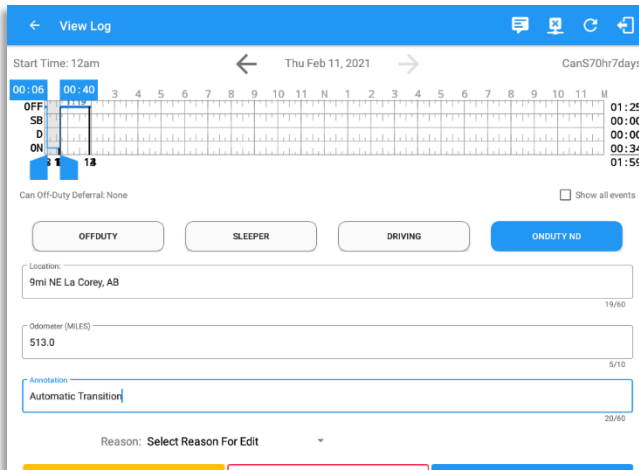 View Log
Start Time: 12am Thu Feb 11, 2021 CanS70hr7days
00:06 00:40 3 4 5 6 7 8 9 10 11 N 1 2 3 4 5 6 7 8 9 10 11 M
OFF 01:25
SB 00:00
D 00:00
ON 00:34
01:59
Can Off-Duty Deferral: None Show all events
OFFDUTY SLEEPER DRIVING ONDUTY ND
Location:
9mi NE La Corey, AB
19/60
Odometer (MILES)
513.0
5/10
Annotation
Automatic Transition
20/60
Reason: Select Reason For Edit